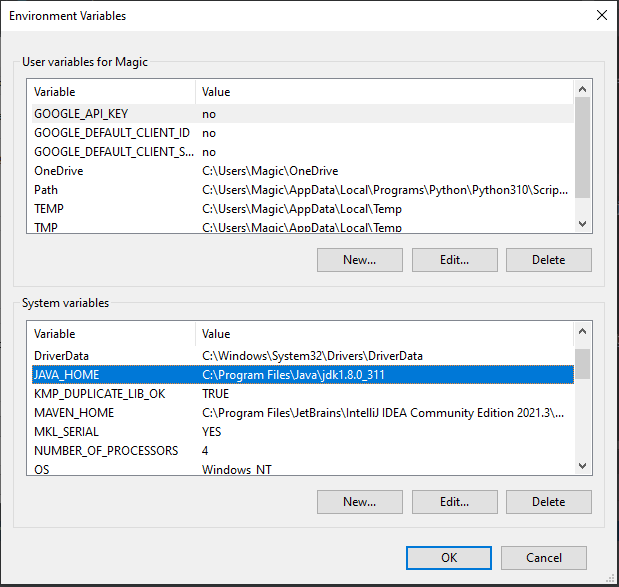 Environment Variables
User variables for Magic
Variable Value
GOOGLE_API_KEY no
GOOGLE_DEFAULT_CLIENT_ID no
GOOGLE_DEFAULT_CLIENT_S... no
OneDrive C:\Users\Magic\OneDrive
Path C:\Users\Magic\AppData\Local\Programs\Python\Python310\Scrip...
TEMP C:\Users\Magic\AppData\Local\Temp
TMP C:\Users\Magic\AppData\Local\Temp
New... Edit... Delete
System variables
Variable Value
DriverData C:\Windows\System32\Drivers\DriverData
JAVA_HOME C:\Program Files\Java\jdk1.8.0_311
KMP_DUPLICATE_LIB_OK TRUE
MAVEN_HOME C:\Program Files\JetBrains\IntelliJ IDEA Community Edition 2021.3\...
MKL_SERIAL YES
NUMBER_OF_PROCESSORS 4
OS Windows_NT
New... Edit... Delete
OK Cancel